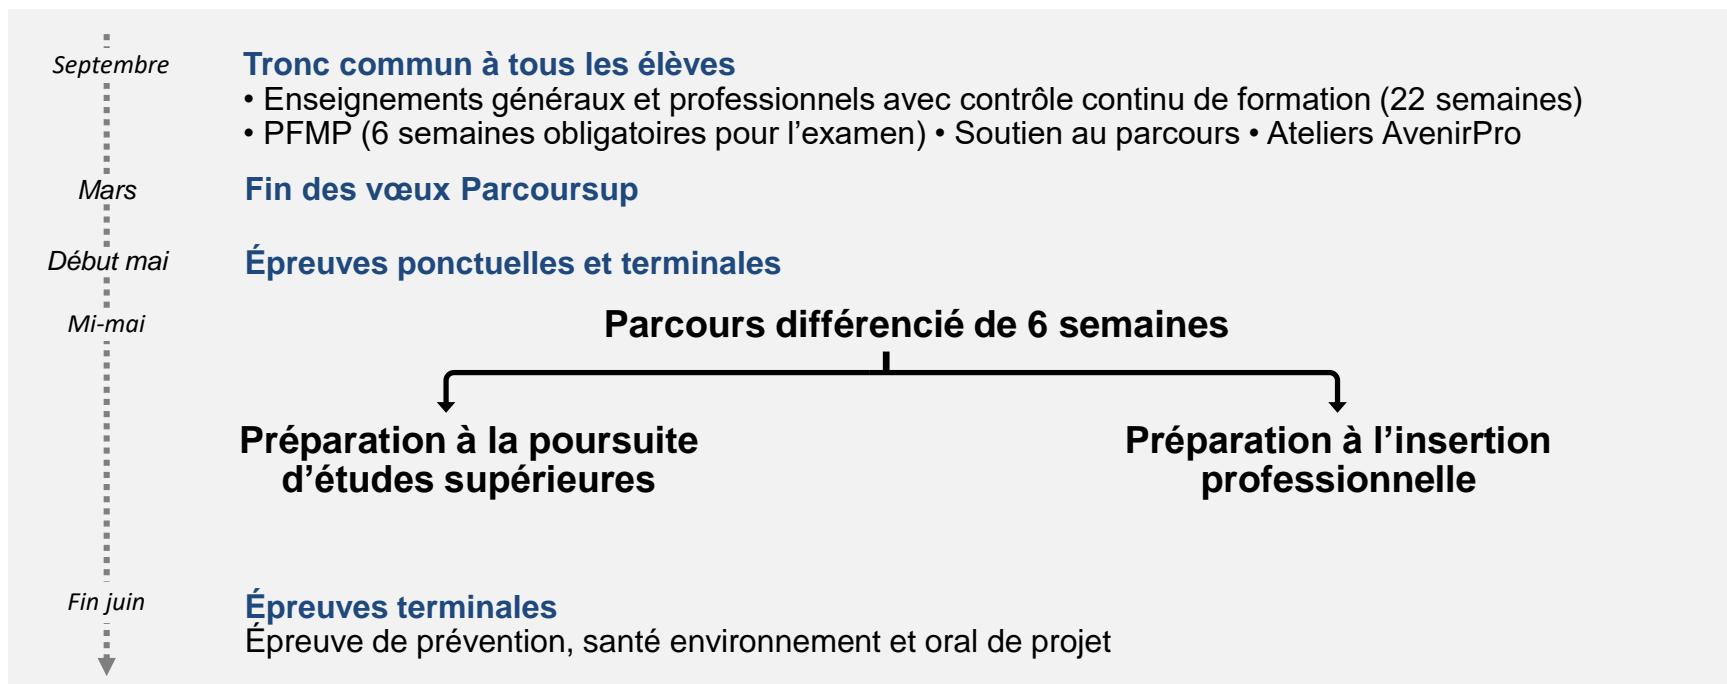 Septembre
Tronc commun à tous les élèves
• Enseignements généraux et professionnels avec contrôle continu de formation (22 semaines)
• PFMP (6 semaines obligatoires pour l’examen) • Soutien au parcours • Ateliers AvenirPro
Mars
Fin des vœux Parcoursup
Début mai
Épreuves ponctuelles et terminales
Mi-mai
Parcours différencié de 6 semaines
Préparation à la poursuite
d’études supérieures
Préparation à l’insertion
professionnelle
Fin juin
Épreuves terminales
Épreuve de prévention, santé environnement et oral de projet